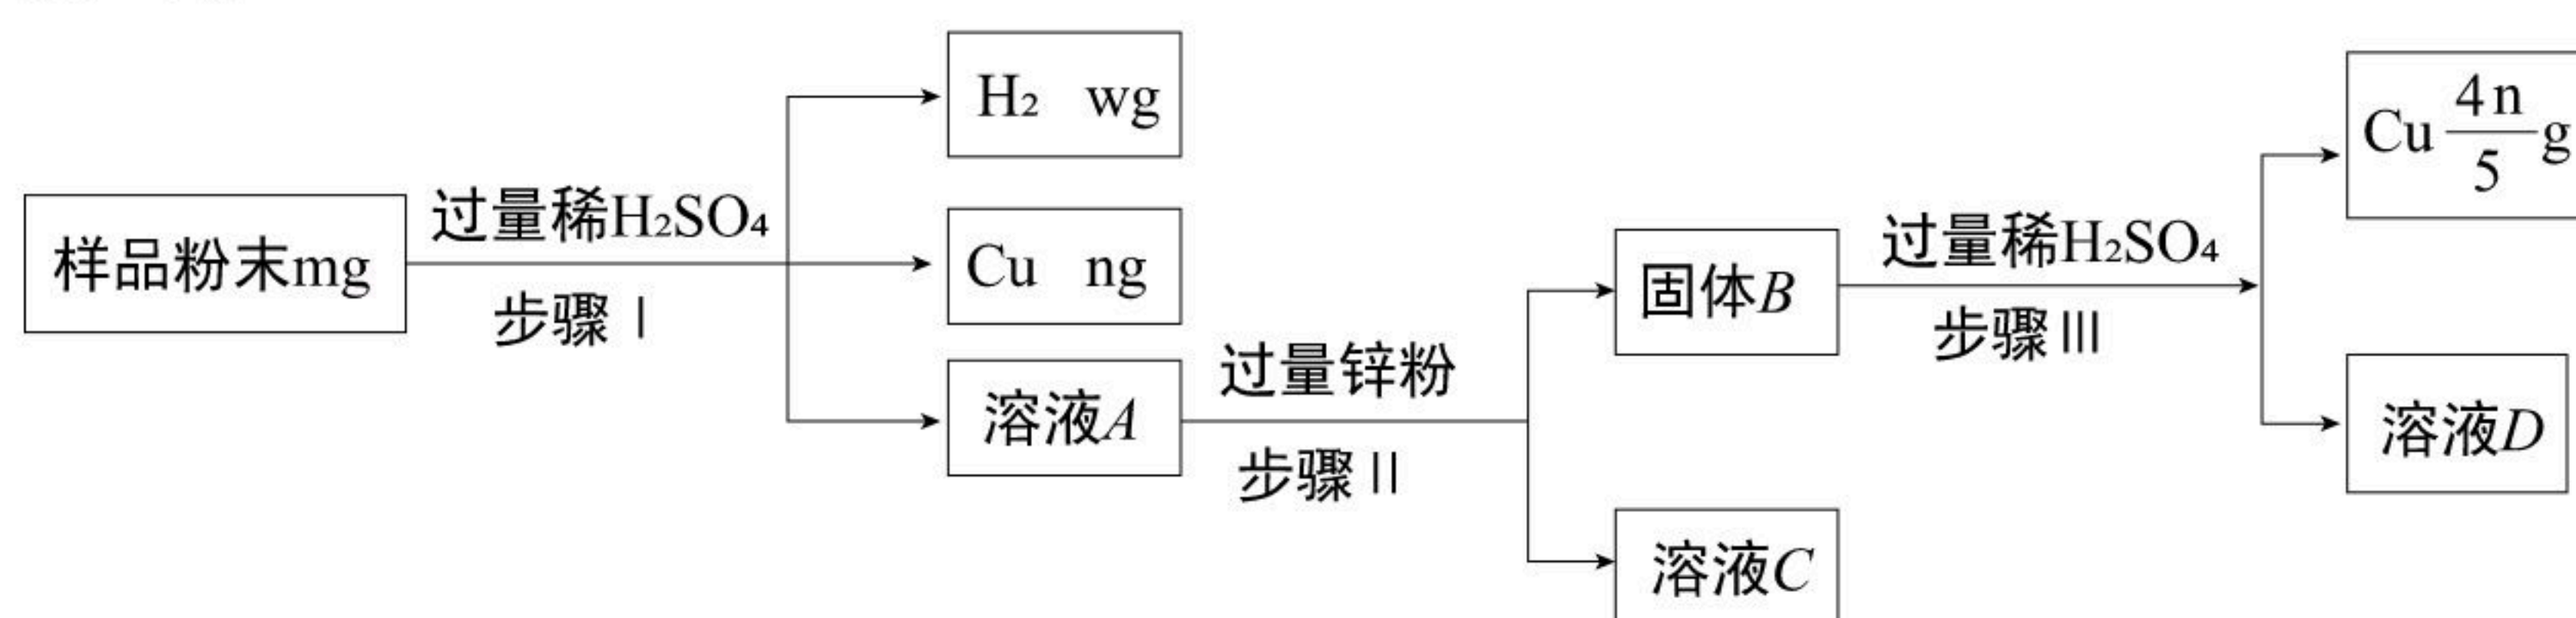 样品粉末mg
过量稀H₂SO₄
步骤Ⅰ
H₂ wg
Cu ng
溶液A
过量锌粉
步骤Ⅱ
固体B
溶液C
过量稀H₂SO₄
步骤Ⅲ
Cu 4n/5 g
溶液D